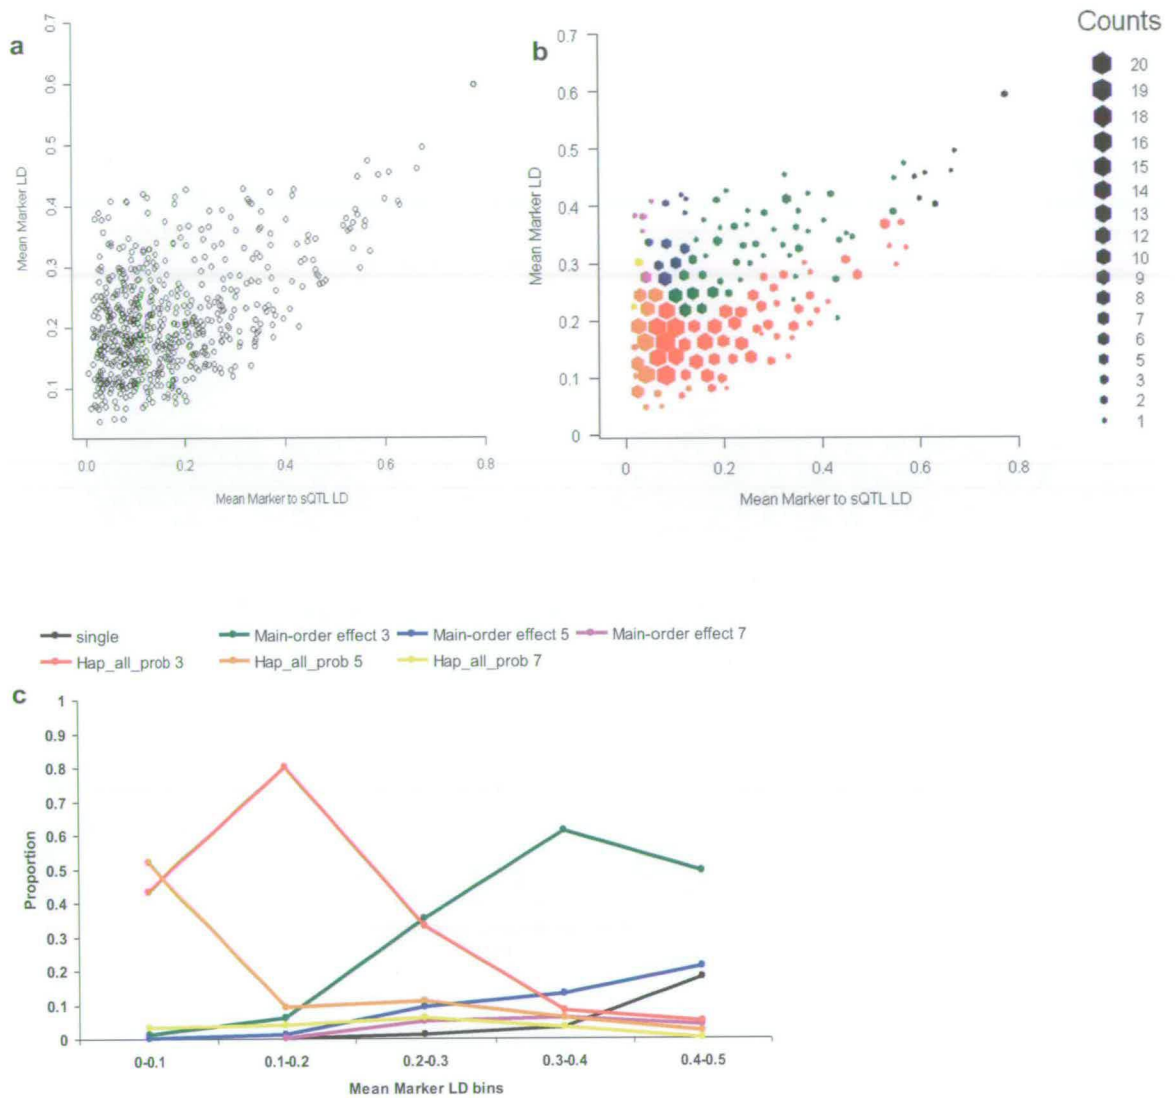 a
0.7
0.6
0.5
0.4
0.3
0.2
0.1
Mean Marker LD
0.0 0.2 0.4 0.6 0.8
Mean Marker to sQTL LD
b
0.7
0.6
0.5
0.4
0.3
0.2
0.1
0
Mean Marker LD
0 0.2 0.4 0.6 0.8
Mean Marker to sQTL LD
Counts
20
19
18
16
15
14
13
12
10
9
8
7
6
5
3
2
1
single Main-order effect 3 Main-order effect 5 Main-order effect 7
Hap_all_prob 3 Hap_all_prob 5 Hap_all_prob 7
c
1
0.9
0.8
0.7
0.6
0.5
0.4
0.3
0.2
0.1
0
Proportion
0-0.1 0.1-0.2 0.2-0.3 0.3-0.4 0.4-0.5
Mean Marker LD bins